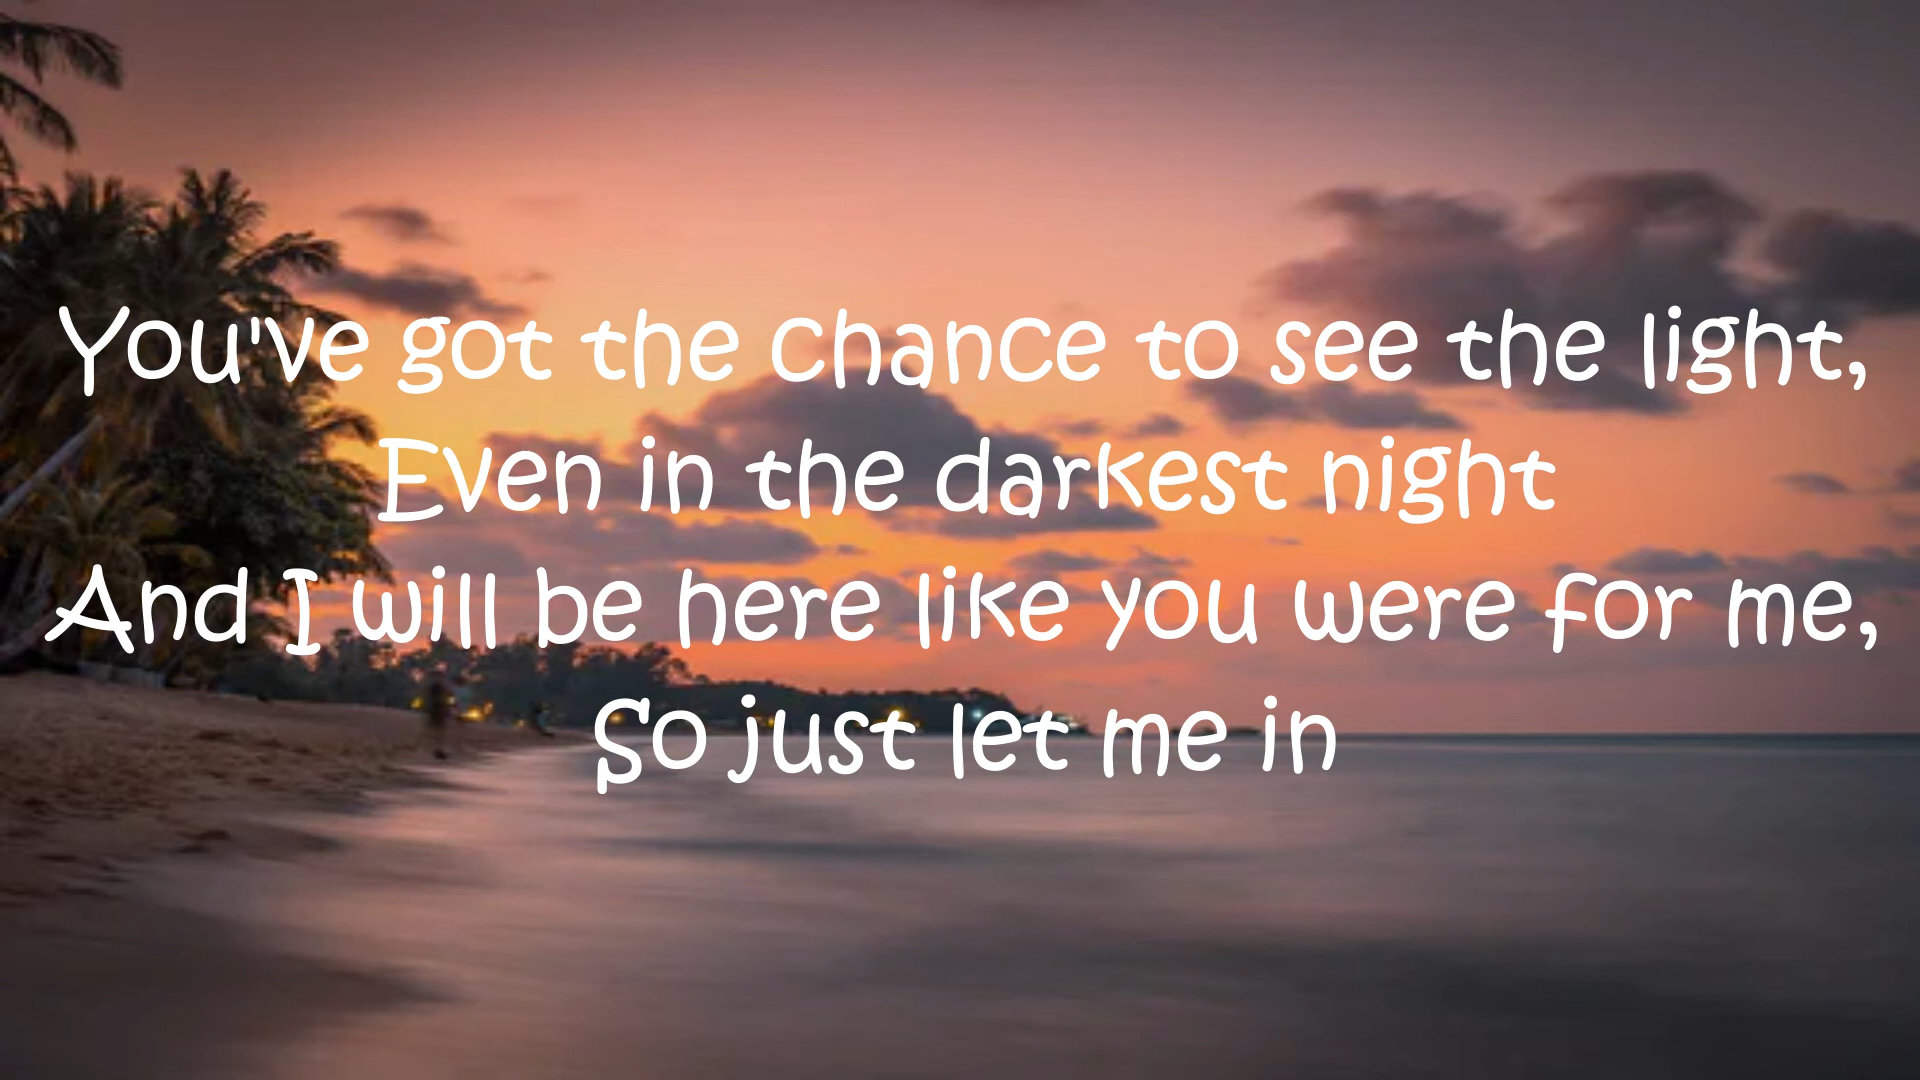 You've got the chance to see the light,
Even in the darkest night
And I will be here like you were for me,
So just let me in